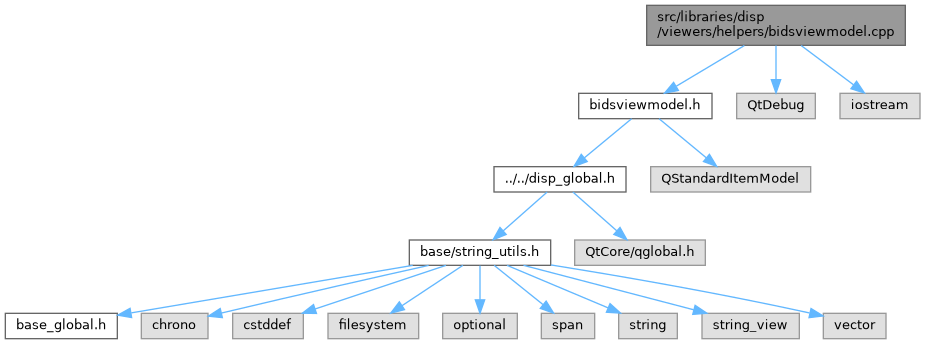 src/libraries/disp
/viewers/helpers/bidsviewmodel.cpp
bidsviewmodel.h
QtDebug
iostream
../../disp_global.h
QStandardItemModel
base/string_utils.h
QtCore/qglobal.h
base_global.h
chrono
cstddef
filesystem
optional
span
string
string_view
vector